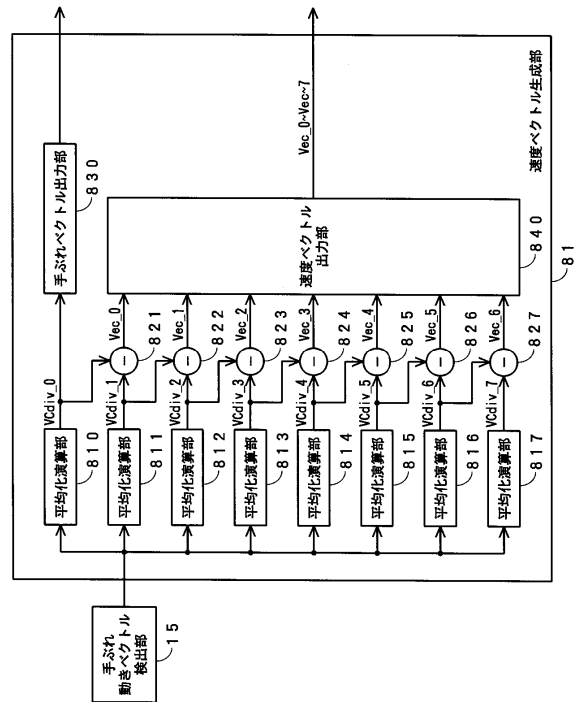 手ぶれ
動きベクトル
検出部
15
平均化演算部
810
VCdiv_0
手ぶれベクトル出力部
830
平均化演算部
811
VCdiv_1
−
821
Vec_0
平均化演算部
812
VCdiv_2
−
822
Vec_1
平均化演算部
813
VCdiv_3
−
823
Vec_2
平均化演算部
814
VCdiv_4
−
824
Vec_3
平均化演算部
815
VCdiv_5
−
825
Vec_4
平均化演算部
816
VCdiv_6
−
826
Vec_5
平均化演算部
817
VCdiv_7
−
827
Vec_6
速度ベクトル
出力部
840
Vec_0~Vec~7
速度ベクトル生成部
81